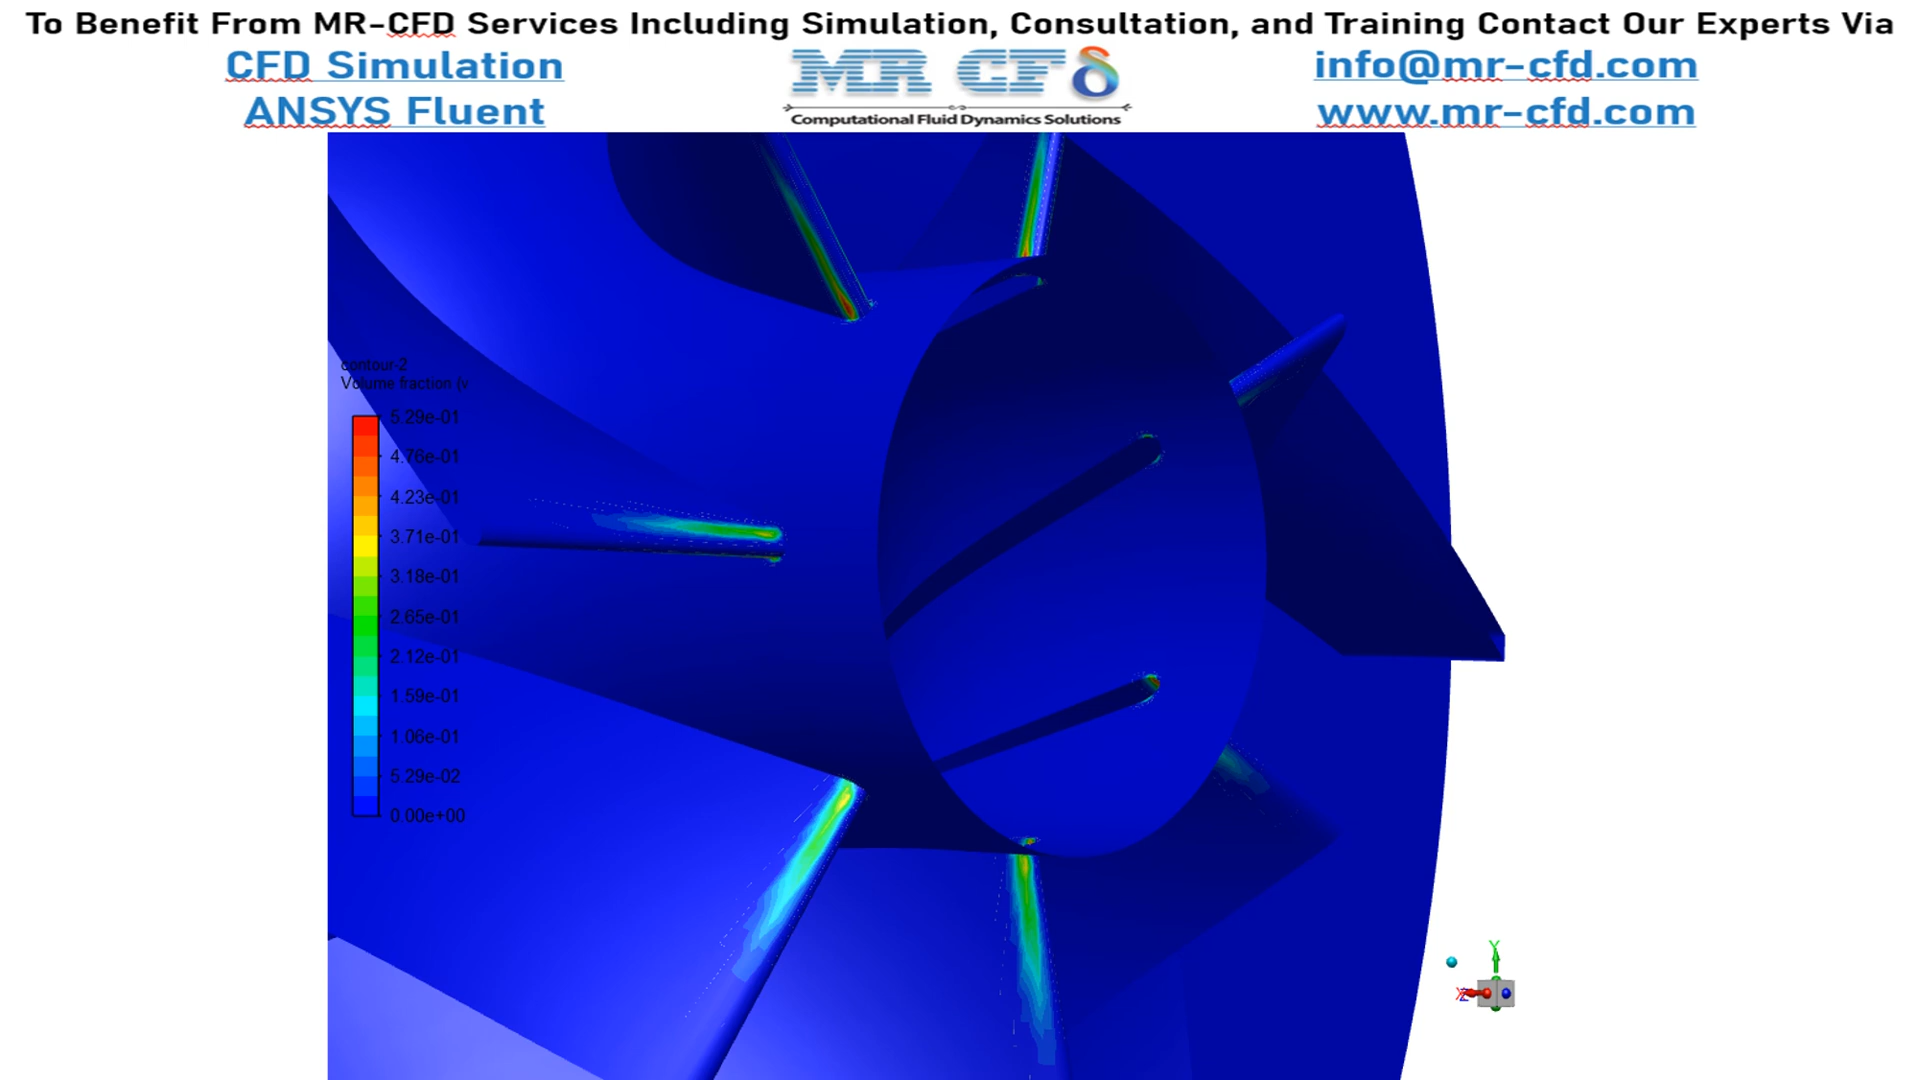 To Benefit From MR-CFD Services Including Simulation, Consultation, and Training Contact Our Experts Via
CFD Simulation
ANSYS Fluent
MR CFδ
Computational Fluid Dynamics Solutions
info@mr-cfd.com
www.mr-cfd.com
contour-2
Volume fraction (v
5.29e-01
4.76e-01
4.23e-01
3.71e-01
3.18e-01
2.65e-01
2.12e-01
1.59e-01
1.06e-01
5.29e-02
0.00e+00
Y
X Z